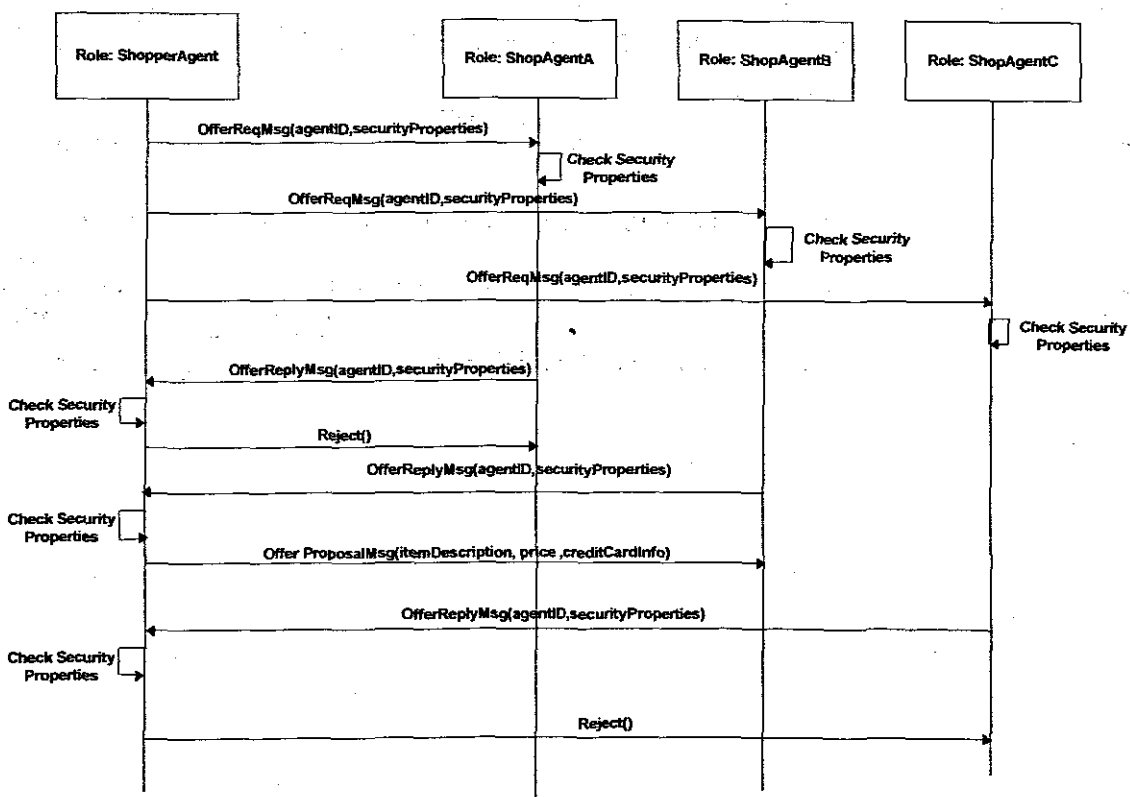 Role: ShopperAgent
Role: ShopAgentA
Role: ShopAgentB
Role: ShopAgentC
OfferReqMsg(agentID,securityProperties)
Check Security
Properties
OfferReqMsg(agentID,securityProperties)
Check Security
Properties
OfferReqMsg(agentID,securityProperties)
Check Security
Properties
OfferReplyMsg(agentID,securityProperties)
Check Security
Properties
Reject()
OfferReplyMsg(agentID,securityProperties)
Check Security
Properties
Offer ProposalMsg(itemDescription, price ,creditCardInfo)
OfferReplyMsg(agentID,securityProperties)
Check Security
Properties
Reject()